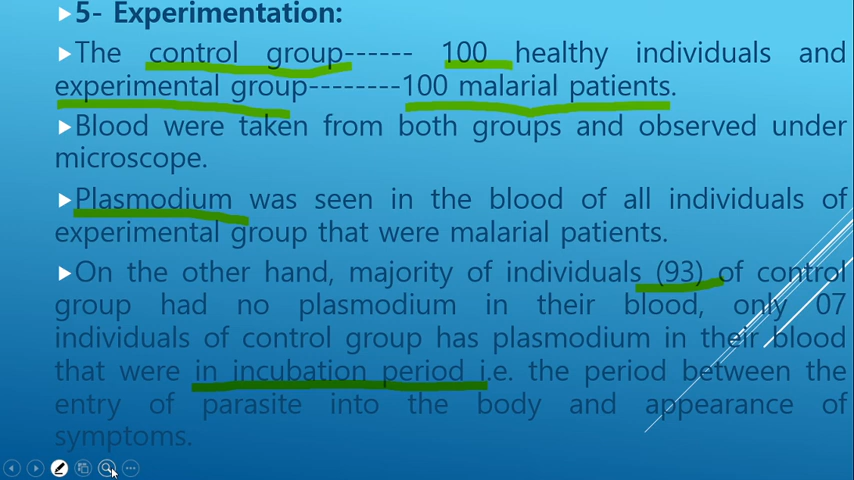 5- Experimentation:
The control group------ 100 healthy individuals and
experimental group--------100 malarial patients.
Blood were taken from both groups and observed under
microscope.
Plasmodium was seen in the blood of all individuals of
experimental group that were malarial patients.
On the other hand, majority of individuals (93) of control
group had no plasmodium in their blood, only 07
individuals of control group has plasmodium in their blood
that were in incubation period i.e. the period between the
entry of parasite into the body and appearance of
symptoms.